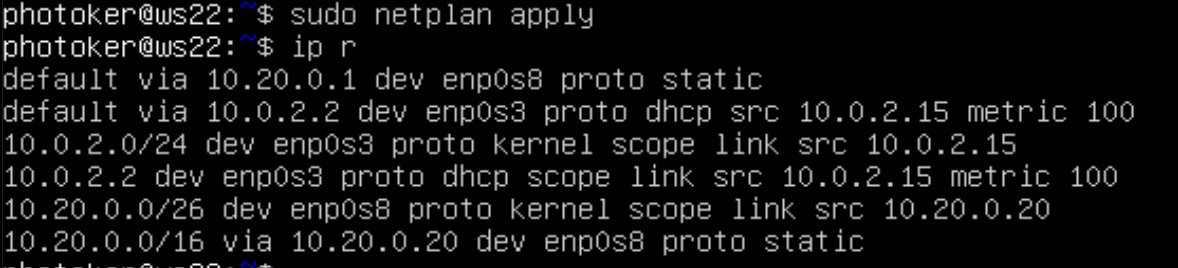 photoker@ws22:~$ sudo netplan apply
photoker@ws22:~$ ip r
default via 10.20.0.1 dev enp0s8 proto static
default via 10.0.2.2 dev enp0s3 proto dhcp src 10.0.2.15 metric 100
10.0.2.0/24 dev enp0s3 proto kernel scope link src 10.0.2.15
10.0.2.2 dev enp0s3 proto dhcp scope link src 10.0.2.15 metric 100
10.20.0.0/26 dev enp0s8 proto kernel scope link src 10.20.0.20
10.20.0.0/16 via 10.20.0.20 dev enp0s8 proto static